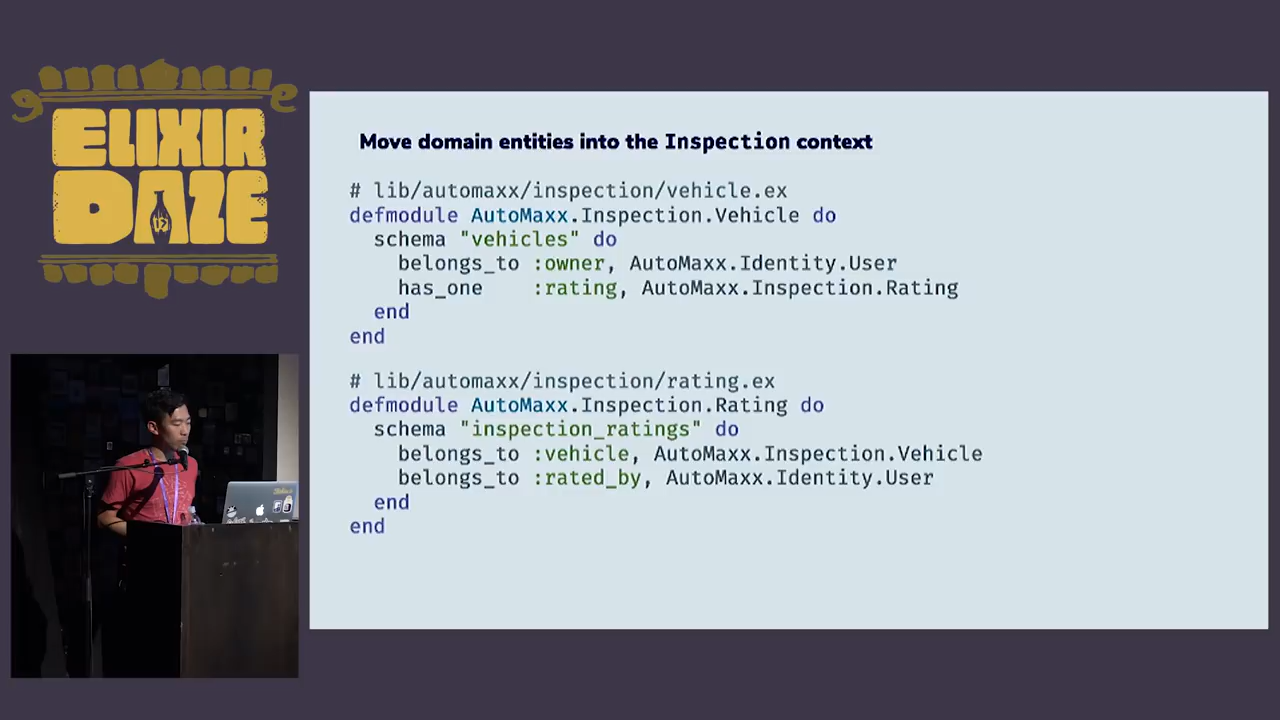 ELIXIR
DAZE
Move domain entities into the Inspection context
# lib/automaxx/inspection/vehicle.ex
defmodule AutoMaxx.Inspection.Vehicle do
  schema "vehicles" do
    belongs_to :owner, AutoMaxx.Identity.User
    has_one    :rating, AutoMaxx.Inspection.Rating
  end
end
# lib/automaxx/inspection/rating.ex
defmodule AutoMaxx.Inspection.Rating do
  schema "inspection_ratings" do
    belongs_to :vehicle, AutoMaxx.Inspection.Vehicle
    belongs_to :rated_by, AutoMaxx.Identity.User
  end
end